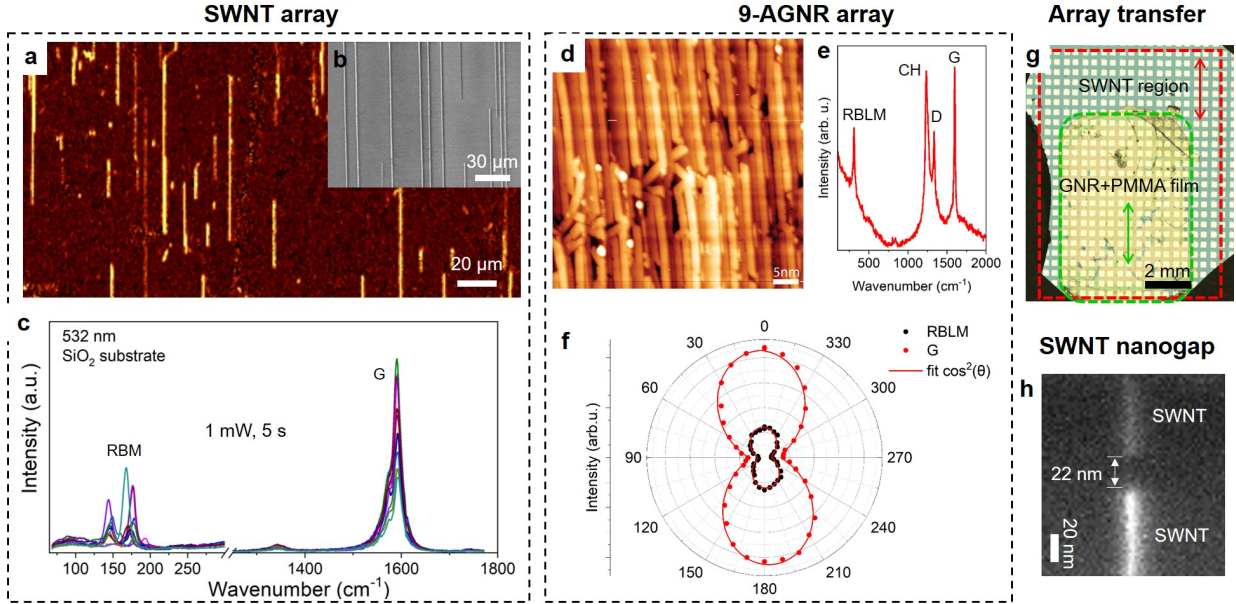 SWNT array
9-AGNR array
Array transfer
a
b
30 µm
20 µm
c
532 nm
SiO₂ substrate
G
1 mW, 5 s
RBM
Intensity (a.u.)
100
150
200
250
1600
1800
Wavenumber (cm⁻¹)
d
5nm
e
G
CH
D
RBLM
Intensity (arb. u.)
500
1000
1500
2000
Wavenumber (cm⁻¹)
f
0
30
330
60
300
90
270
120
240
150
210
180
RBLM
G
fit cos²(θ)
Intensity (arb.u.)
g
SWNT region
GNR+PMMA film
2 mm
SWNT nanogap
h
SWNT
22 nm
SWNT
20 nm